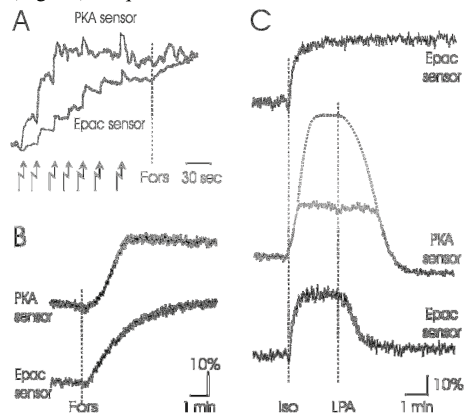 A
PKA sensor
Epac sensor
Fors
30 sec
B
PKA
sensor
Epac
sensor
Fors
10%
1 min
C
Epac
sensor
PKA
sensor
Epac
sensor
Iso
LPA
1 min
10%